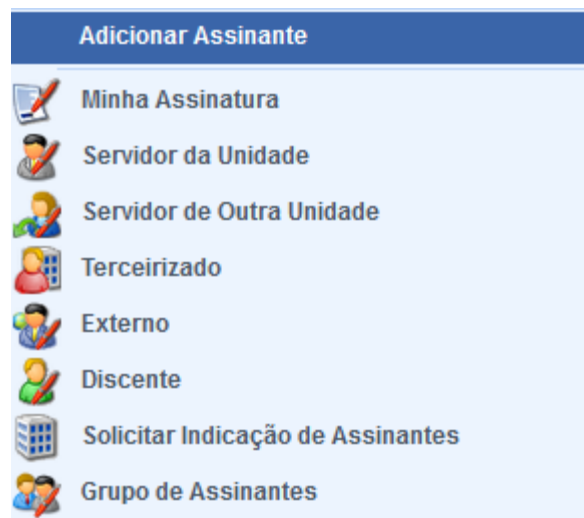 Adicionar Assinante
Minha Assinatura
Servidor da Unidade
Servidor de Outra Unidade
Terceirizado
Externo
Discente
Solicitar Indicação de Assinantes
Grupo de Assinantes